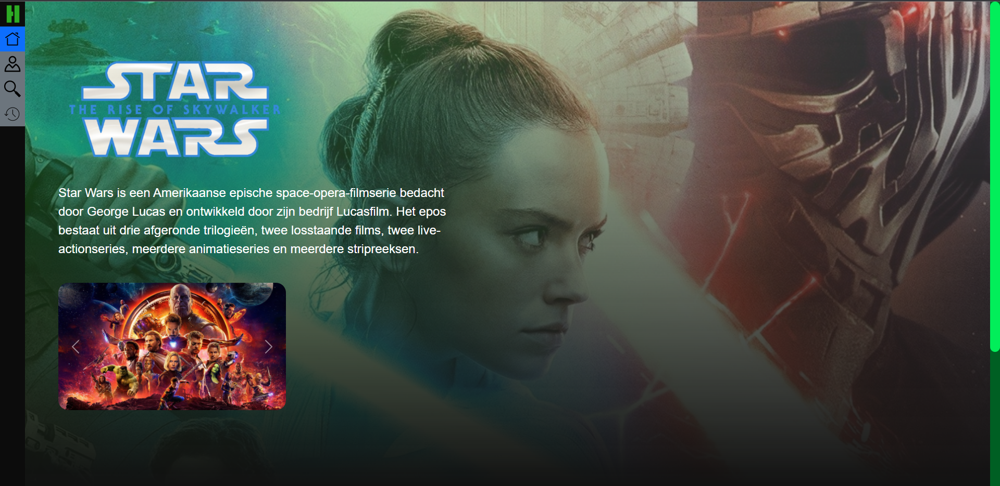 STAR
THE RISE OF SKYWALKER
WARS
Star Wars is een Amerikaanse epische space-opera-filmserie bedacht
door George Lucas en ontwikkeld door zijn bedrijf Lucasfilm. Het epos
bestaat uit drie afgeronde trilogieën, twee losstaande films, twee live-
actionseries, meerdere animatieseries en meerdere stripreeksen.